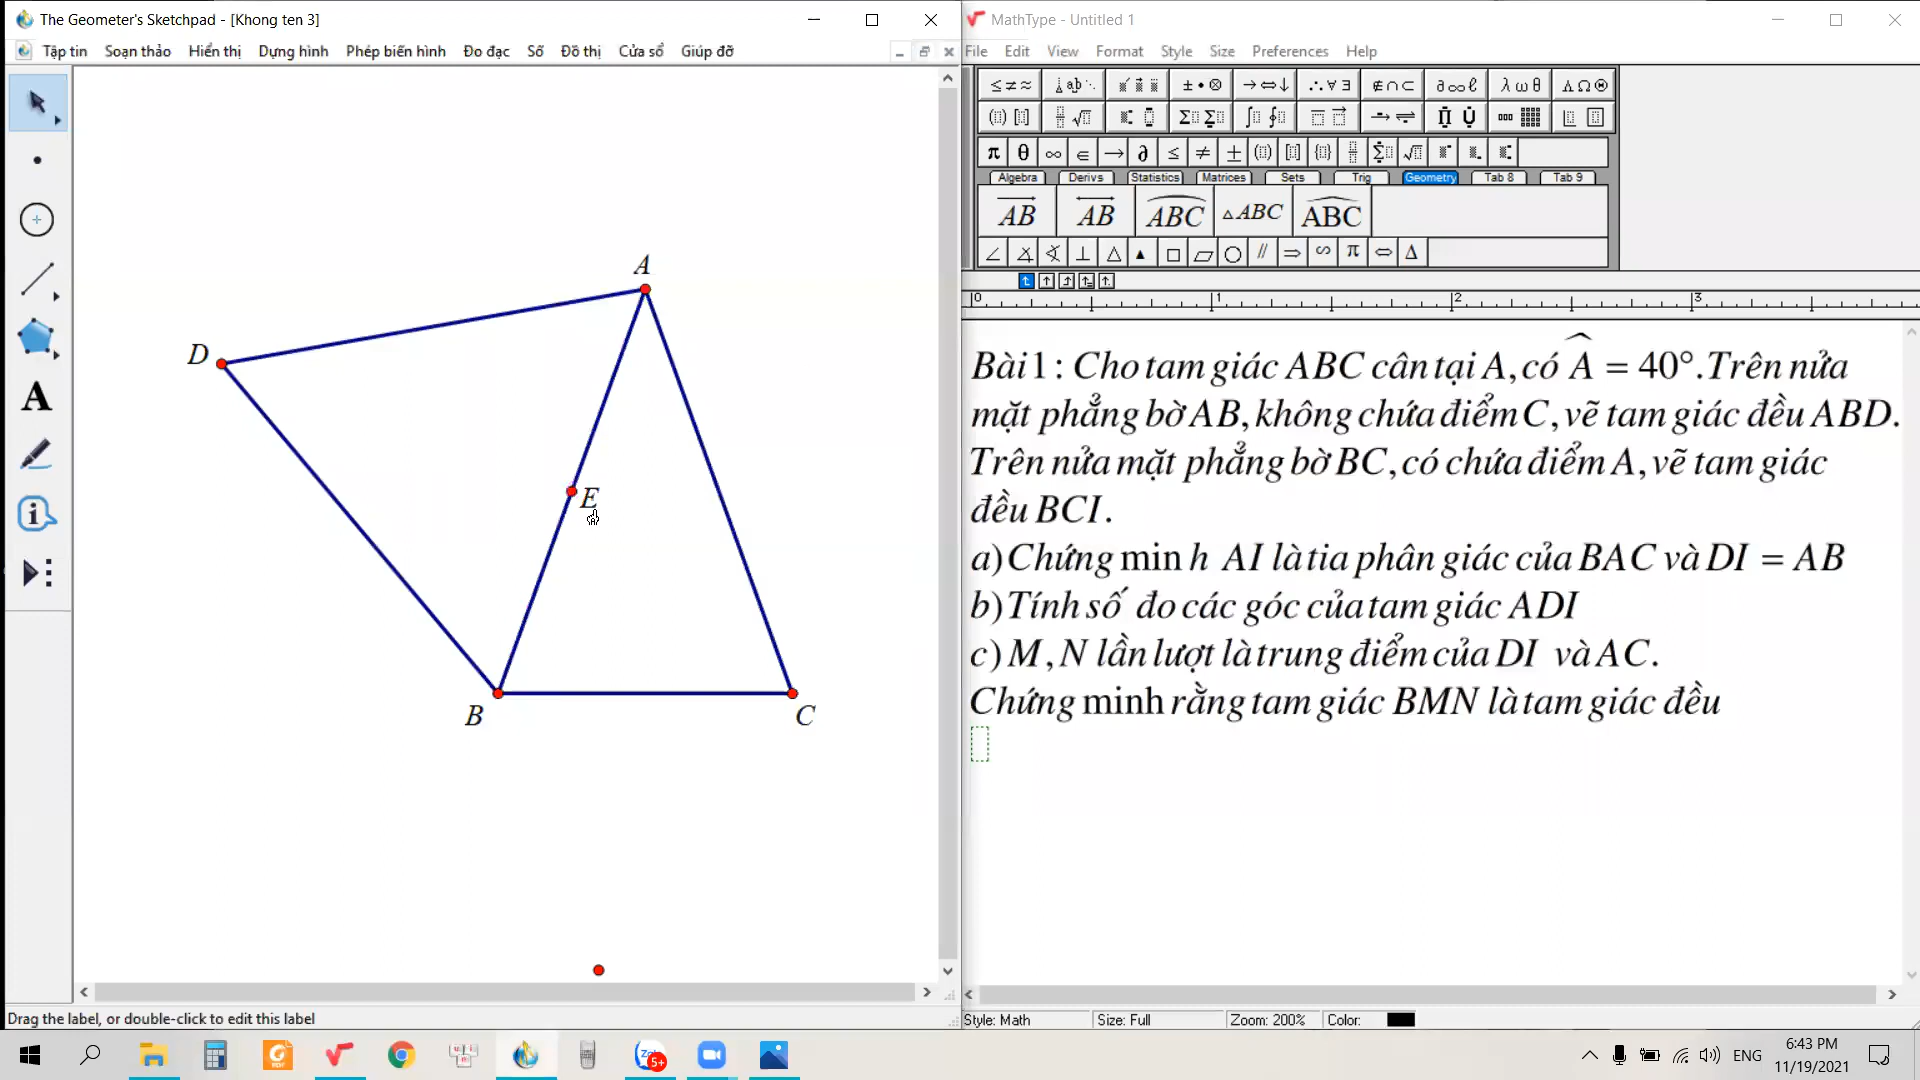 The Geometer's Sketchpad - [Khong ten 3]
Tập tin Soạn thảo Hiển thị Dựng hình Phép biến hình Đo đạc Số Đồ thị Cửa sổ Giúp đỡ
A
D
E
B
C
Drag the label, or double-click to edit this label
MathType - Untitled 1
File Edit View Format Style Size Preferences Help
Algebra Derivs Statistics Matrices Sets Trig Geometry Tab 8 Tab 9
AB AB ABC △ABC ABC
0 1 2 3
Bài 1 : Cho tam giác ABC cân tại A, có Â = 40°. Trên nửa
mặt phẳng bờ AB, không chứa điểm C, vẽ tam giác đều ABD.
Trên nửa mặt phẳng bờ BC, có chứa điểm A, vẽ tam giác
đều BCI.
a) Chứng min h AI là tia phân giác của BAC và DI = AB
b) Tính số đo các góc của tam giác ADI
c) M, N lần lượt là trung điểm của DI và AC.
Chứng minh rằng tam giác BMN là tam giác đều
Style: Math Size: Full Zoom: 200% Color:
5+
ENG
6:43 PM
11/19/2021